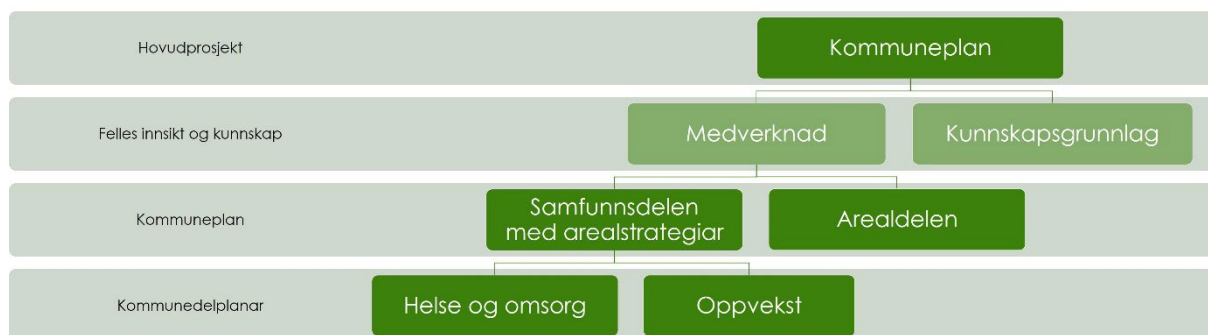 Hovudprosjekt
Kommuneplan
Felles innsikt og kunnskap
Medverknad
Kunnskapsgrunnlag
Kommuneplan
Samfunnsdelen
med arealstrategiar
Arealdelen
Kommunedelplanar
Helse og omsorg
Oppvekst